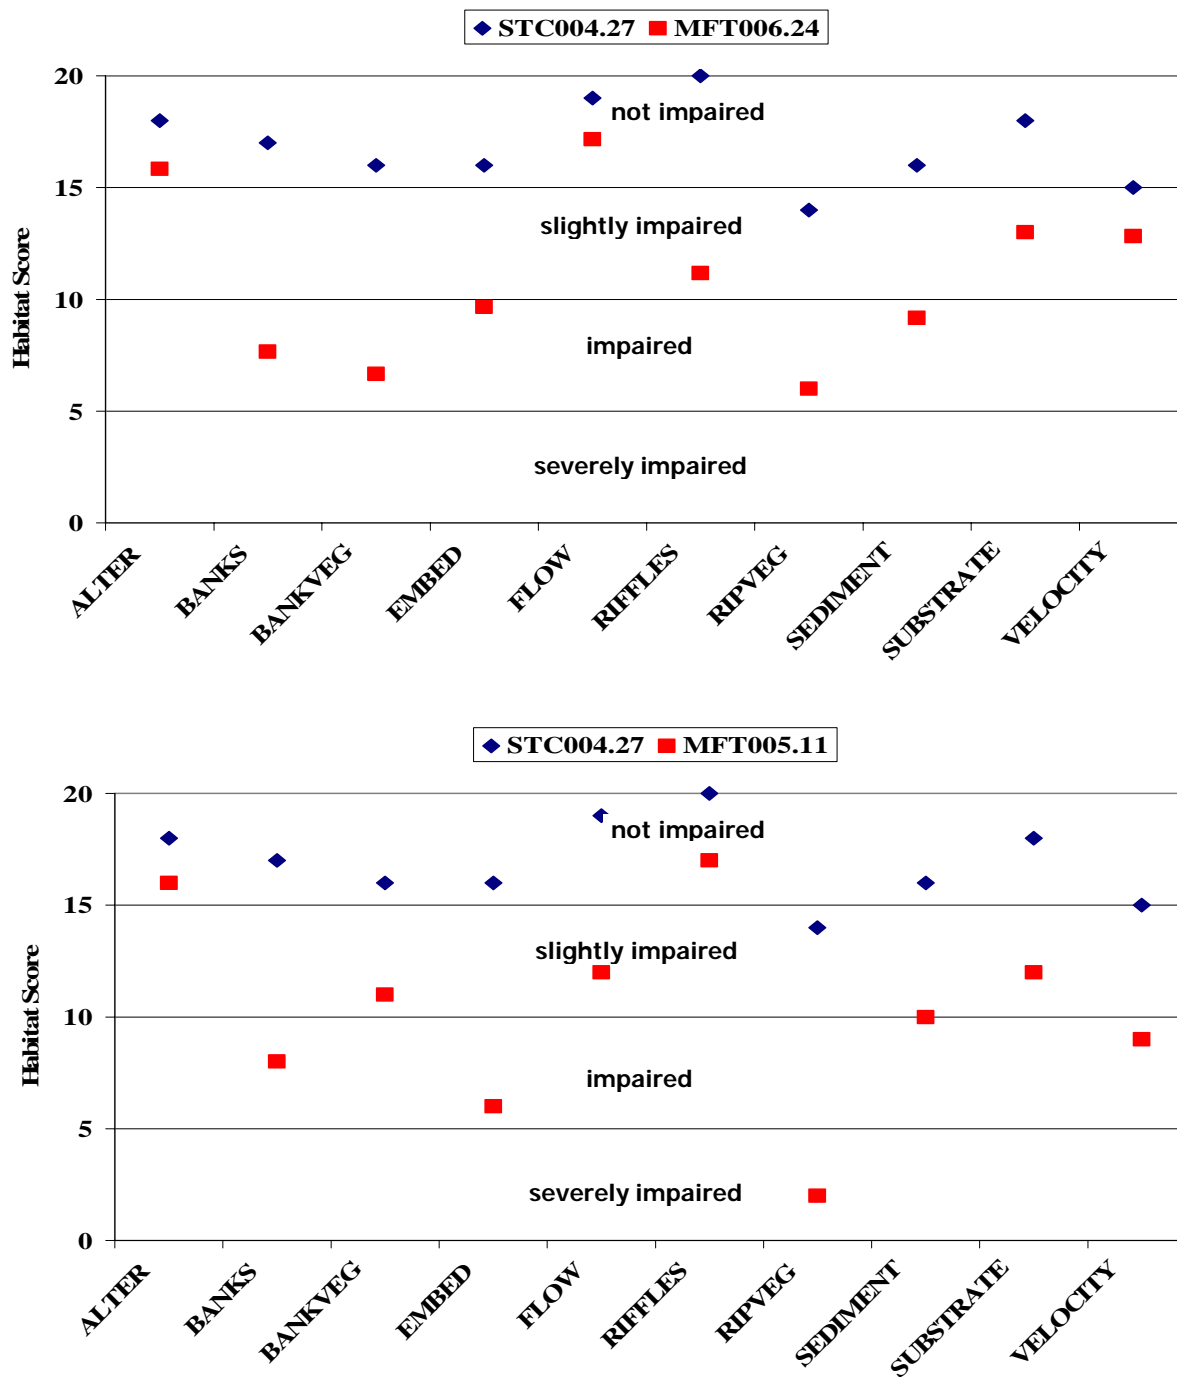 STC004.27 MFT006.24
20
not impaired
15
slightly impaired
Habitat Score
10
impaired
5
severely impaired
0
ALTER BANKS BANKVEG EMBED FLOW RIFFLES RIPVEG SEDIMENT SUBSTRATE VELOCITY
STC004.27 MFT005.11
20
not impaired
15
slightly impaired
Habitat Score
10
impaired
5
severely impaired
0
ALTER BANKS BANKVEG EMBED FLOW RIFFLES RIPVEG SEDIMENT SUBSTRATE VELOCITY